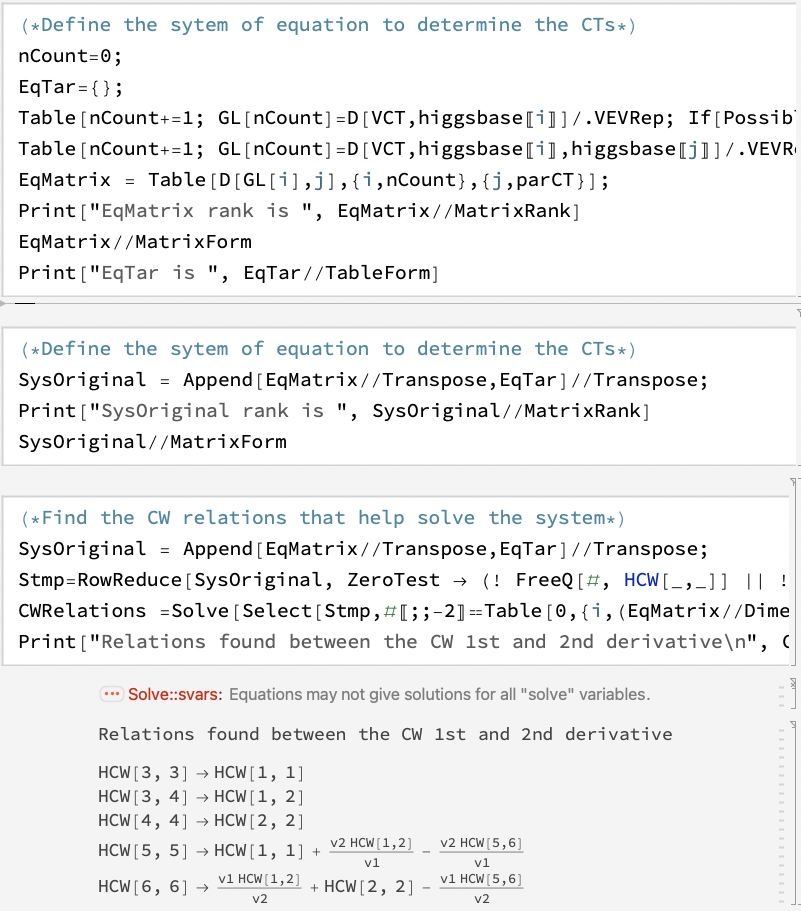 (*Define the sytem of equation to determine the CTs*)
nCount=0;
EqTar={};
Table[nCount+=1; GL[nCount]=D[VCT,higgsbase〚i〛]/.VEVRep; If[Possib
Table[nCount+=1; GL[nCount]=D[VCT,higgsbase〚i〛,higgsbase〚j〛]/.VEVR
EqMatrix = Table[D[GL[i],j],{i,nCount},{j,parCT}];
Print["EqMatrix rank is ", EqMatrix//MatrixRank]
EqMatrix//MatrixForm
Print["EqTar is ", EqTar//TableForm]
(*Define the sytem of equation to determine the CTs*)
SysOriginal = Append[EqMatrix//Transpose,EqTar]//Transpose;
Print["SysOriginal rank is ", SysOriginal//MatrixRank]
SysOriginal//MatrixForm
(*Find the CW relations that help solve the system*)
SysOriginal = Append[EqMatrix//Transpose,EqTar]//Transpose;
Stmp=RowReduce[SysOriginal, ZeroTest → (! FreeQ[#, HCW[_,_]] || !
CWRelations =Solve[Select[Stmp,#〚;;-2〛==Table[0,{i,(EqMatrix//Dime
Print["Relations found between the CW 1st and 2nd derivative\n", C
··· Solve::svars: Equations may not give solutions for all "solve" variables.
Relations found between the CW 1st and 2nd derivative
HCW[3, 3] → HCW[1, 1]
HCW[3, 4] → HCW[1, 2]
HCW[4, 4] → HCW[2, 2]
HCW[5, 5] → HCW[1, 1] + v2 HCW[1,2]/v1 − v2 HCW[5,6]/v1
HCW[6, 6] → v1 HCW[1,2]/v2 + HCW[2, 2] − v1 HCW[5,6]/v2